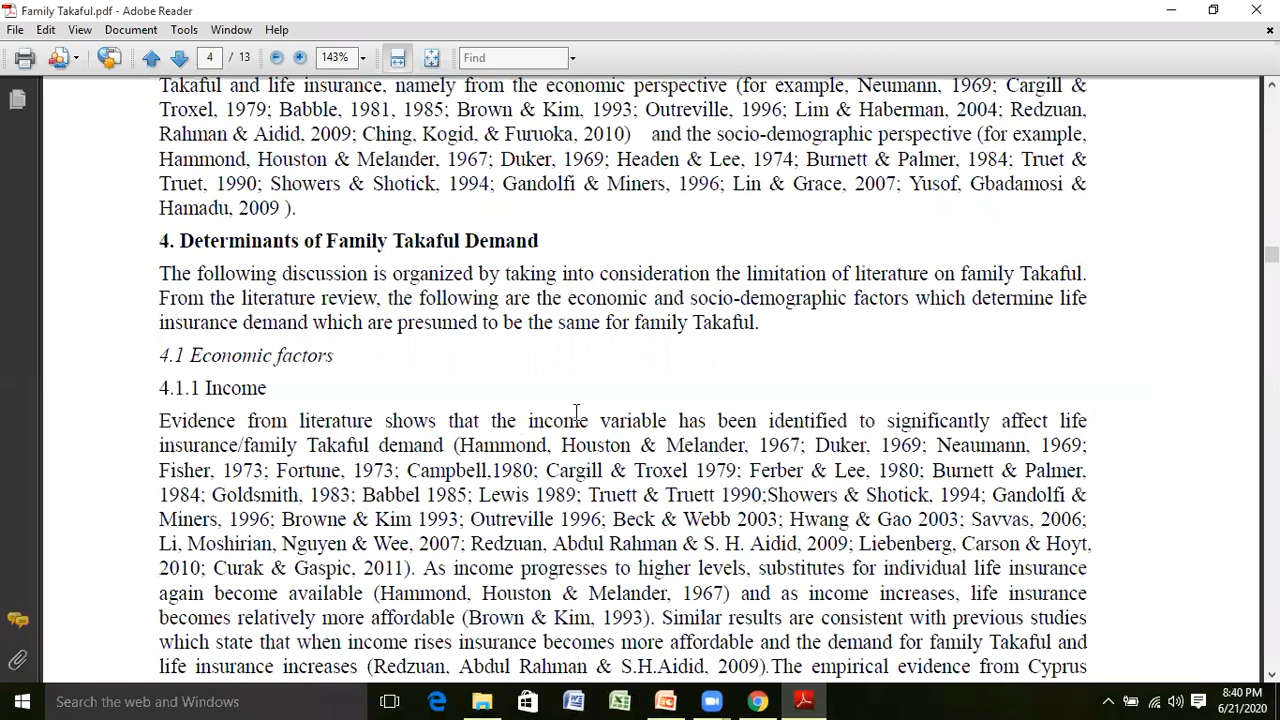 Family Takaful.pdf - Adobe Reader
File Edit View Document Tools Window Help
4 / 13 143% Find
Takaful and life insurance, namely from the economic perspective (for example, Neumann, 1969; Cargill &
Troxel, 1979; Babble, 1981, 1985; Brown & Kim, 1993; Outreville, 1996; Lim & Haberman, 2004; Redzuan,
Rahman & Aidid, 2009; Ching, Kogid, & Furuoka, 2010) and the socio-demographic perspective (for example,
Hammond, Houston & Melander, 1967; Duker, 1969; Headen & Lee, 1974; Burnett & Palmer, 1984; Truet &
Truet, 1990; Showers & Shotick, 1994; Gandolfi & Miners, 1996; Lin & Grace, 2007; Yusof, Gbadamosi &
Hamadu, 2009 ).
4. Determinants of Family Takaful Demand
The following discussion is organized by taking into consideration the limitation of literature on family Takaful.
From the literature review, the following are the economic and socio-demographic factors which determine life
insurance demand which are presumed to be the same for family Takaful.
4.1 Economic factors
4.1.1 Income
Evidence from literature shows that the income variable has been identified to significantly affect life
insurance/family Takaful demand (Hammond, Houston & Melander, 1967; Duker, 1969; Neaumann, 1969;
Fisher, 1973; Fortune, 1973; Campbell,1980; Cargill & Troxel 1979; Ferber & Lee, 1980; Burnett & Palmer,
1984; Goldsmith, 1983; Babbel 1985; Lewis 1989; Truett & Truett 1990;Showers & Shotick, 1994; Gandolfi &
Miners, 1996; Browne & Kim 1993; Outreville 1996; Beck & Webb 2003; Hwang & Gao 2003; Savvas, 2006;
Li, Moshirian, Nguyen & Wee, 2007; Redzuan, Abdul Rahman & S. H. Aidid, 2009; Liebenberg, Carson & Hoyt,
2010; Curak & Gaspic, 2011). As income progresses to higher levels, substitutes for individual life insurance
again become available (Hammond, Houston & Melander, 1967) and as income increases, life insurance
becomes relatively more affordable (Brown & Kim, 1993). Similar results are consistent with previous studies
which state that when income rises insurance becomes more affordable and the demand for family Takaful and
life insurance increases (Redzuan, Abdul Rahman & S.H.Aidid, 2009).The empirical evidence from Cyprus
Search the web and Windows
8:40 PM
6/21/2020